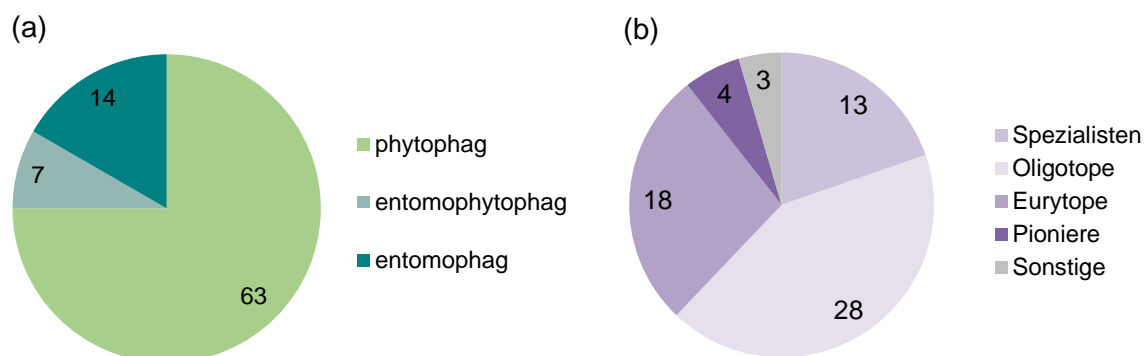 (a)
14
7
63
phytophag
entomophytophag
entomophag
(b)
3
4
13
18
28
Spezialisten
Oligotope
Eurytope
Pioniere
Sonstige